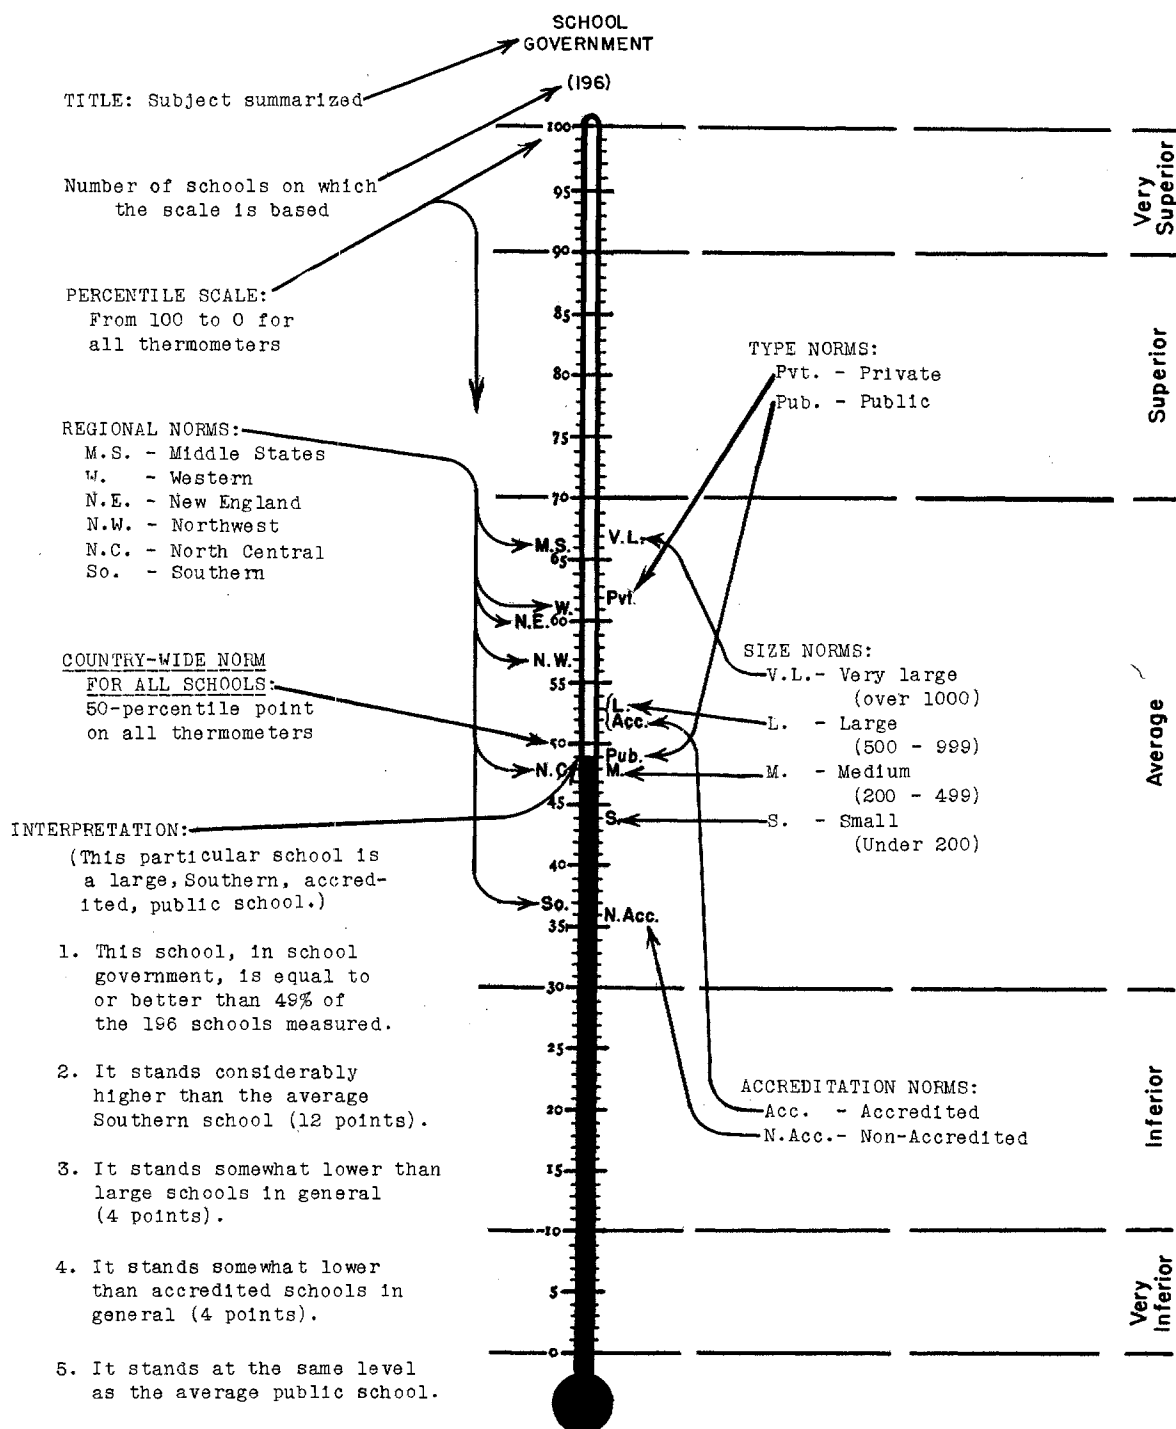 SCHOOL
GOVERNMENT
(196)
TITLE: Subject summarized
Number of schools on which
the scale is based
PERCENTILE SCALE:
From 100 to 0 for
all thermometers
REGIONAL NORMS:
M.S. - Middle States
W. - Western
N.E. - New England
N.W. - Northwest
N.C. - North Central
So. - Southern
COUNTRY-WIDE NORM
FOR ALL SCHOOLS:
50-percentile point
on all thermometers
INTERPRETATION:
(This particular school is
a large, Southern, accred-
ited, public school.)
1. This school, in school
government, is equal to
or better than 49% of
the 196 schools measured.
2. It stands considerably
higher than the average
Southern school (12 points).
3. It stands somewhat lower than
large schools in general
(4 points).
4. It stands somewhat lower
than accredited schools in
general (4 points).
5. It stands at the same level
as the average public school.
100
95
90
85
80
75
70
65
60
55
50
45
40
35
30
25
20
15
10
5
0
M.S.
W.
N.E.
N.W.
N.C.
So.
V.L.
Pvt.
L.
Acc.
Pub.
M.
S.
N.Acc.
TYPE NORMS:
Pvt. - Private
Pub. - Public
SIZE NORMS:
V.L.- Very large
(over 1000)
L. - Large
(500 - 999)
M. - Medium
(200 - 499)
S. - Small
(Under 200)
ACCREDITATION NORMS:
Acc. - Accredited
N.Acc.- Non-Accredited
Very
Superior
Superior
Average
Inferior
Very
Inferior